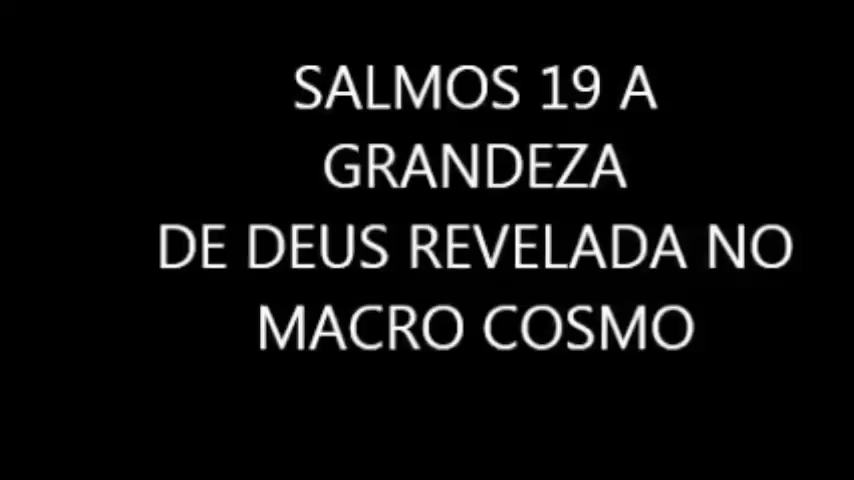 SALMOS 19 A
GRANDEZA
DE DEUS REVELADA NO
MACRO COSMO